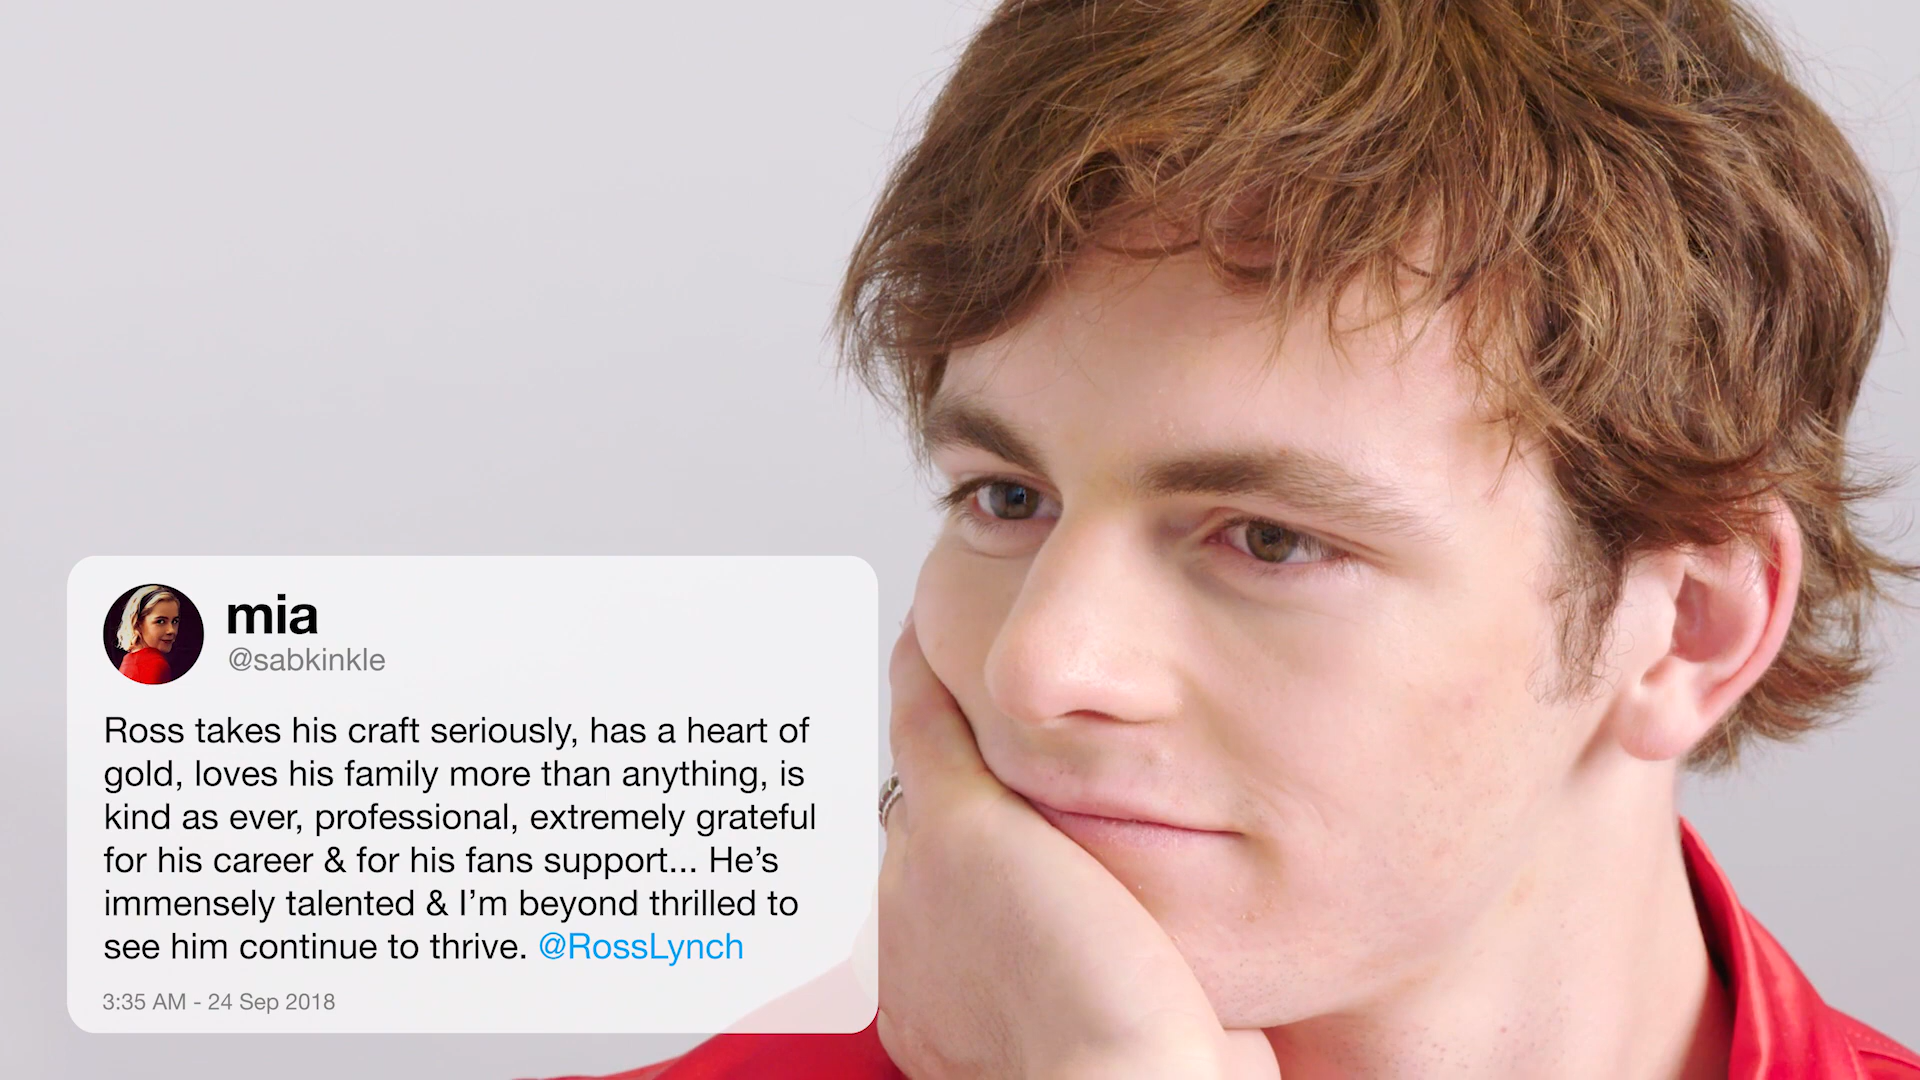 mia
@sabkinkle
Ross takes his craft seriously, has a heart of
gold, loves his family more than anything, is
kind as ever, professional, extremely grateful
for his career & for his fans support... He’s
immensely talented & I’m beyond thrilled to
see him continue to thrive. @RossLynch
3:35 AM - 24 Sep 2018